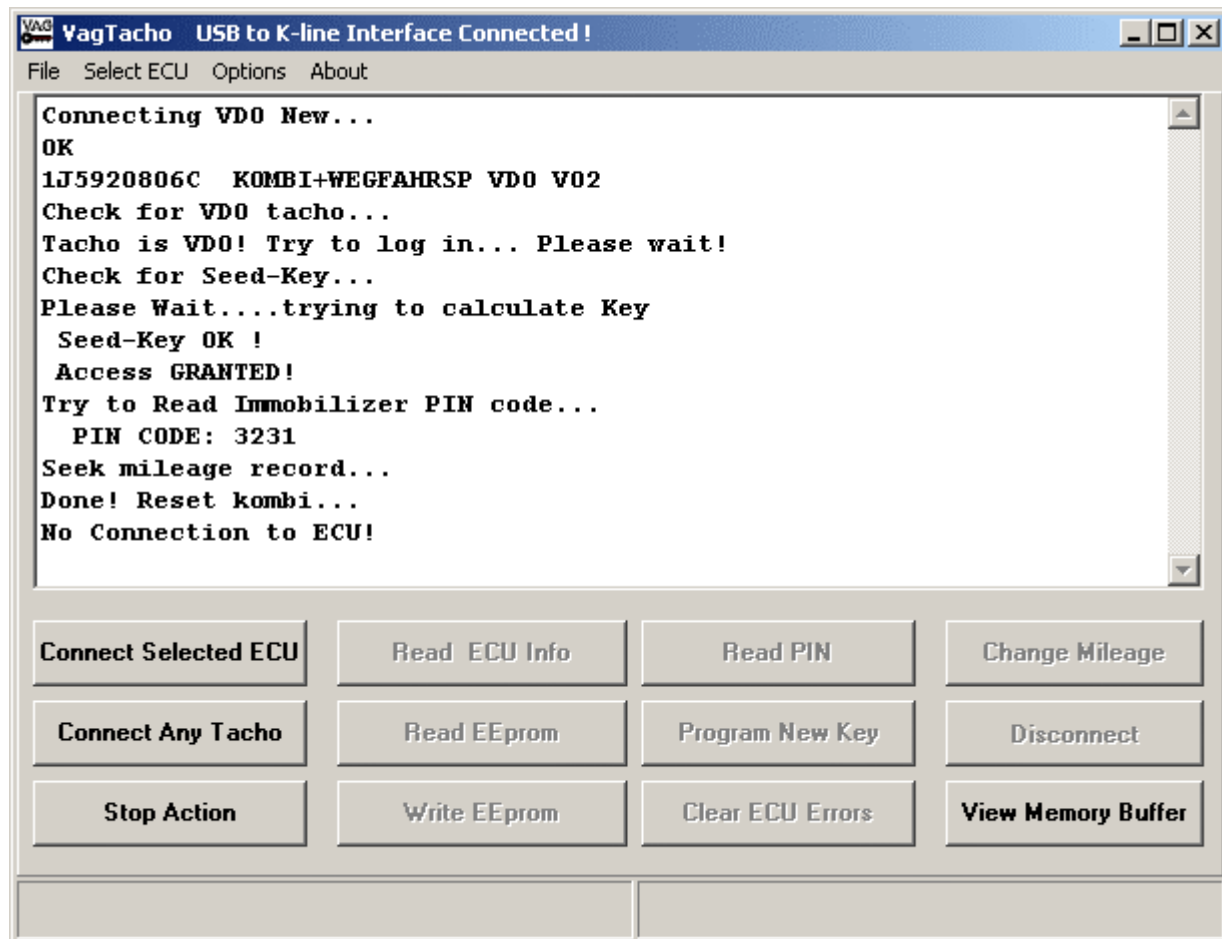 VAG
VagTacho USB to K-line Interface Connected !
File Select ECU Options About
Connecting VDO New...
OK
1J5920806C KOMBI+WEGFAHRSP VDO V02
Check for VDO tacho...
Tacho is VDO! Try to log in... Please wait!
Check for Seed-Key...
Please Wait....trying to calculate Key
Seed-Key OK !
Access GRANTED!
Try to Read Immobilizer PIN code...
PIN CODE: 3231
Seek mileage record...
Done! Reset kombi...
No Connection to ECU!
Connect Selected ECU Read ECU Info Read PIN Change Mileage
Connect Any Tacho Read EEprom Program New Key Disconnect
Stop Action Write EEprom Clear ECU Errors View Memory Buffer